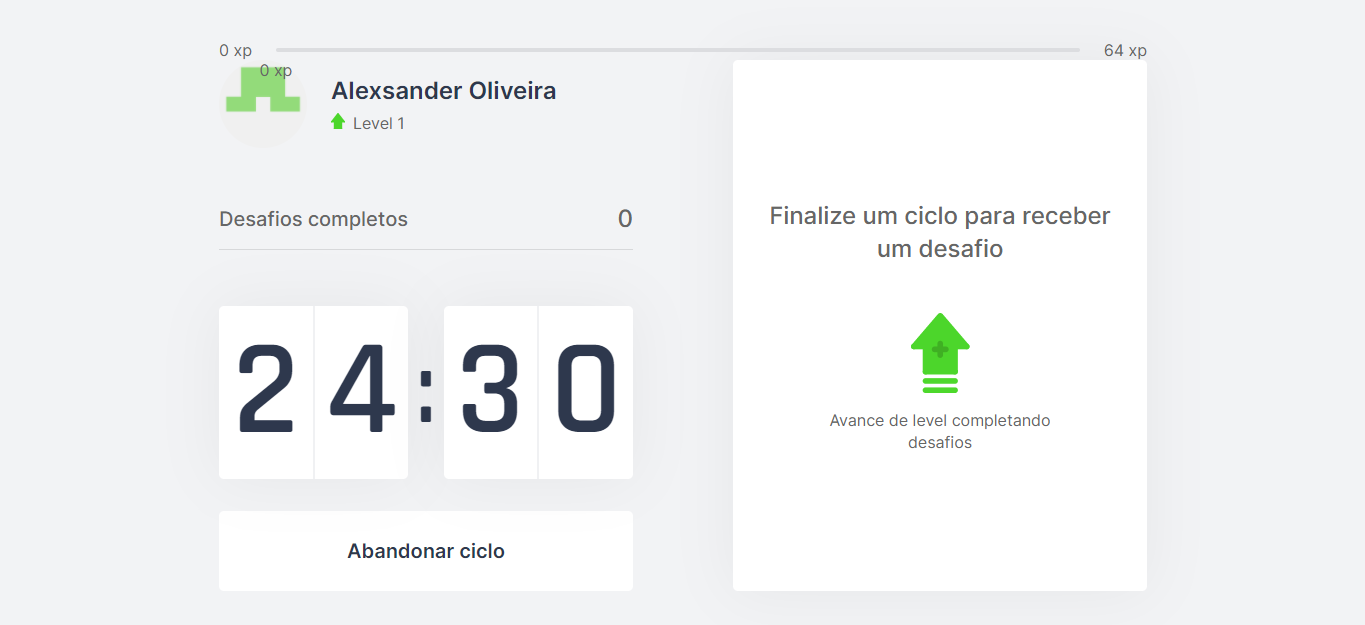 0 xp
64 xp
0 xp
Alexsander Oliveira
Level 1
Desafios completos
0
24:30
Abandonar ciclo
Finalize um ciclo para receber
um desafio
Avance de level completando
desafios